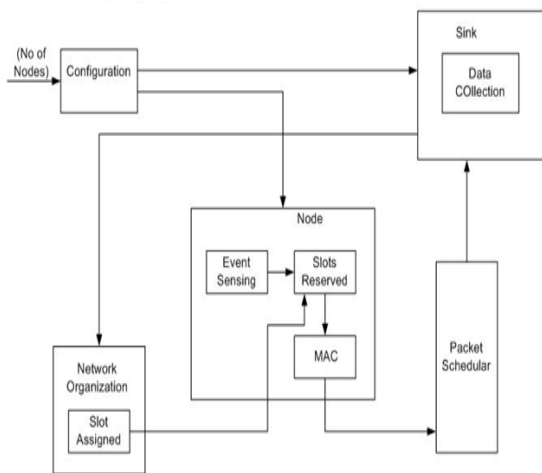 (No of
Nodes)
Configuration
Sink
Data
COllection
Node
Event
Sensing
Slots
Reserved
MAC
Packet
Schedular
Network
Organization
Slot
Assigned